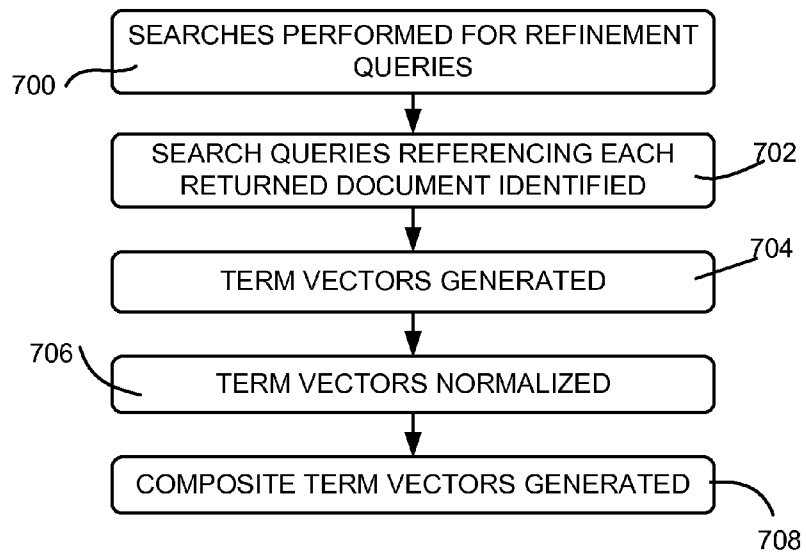 SEARCHES PERFORMED FOR REFINEMENT
QUERIES
700
SEARCH QUERIES REFERENCING EACH
RETURNED DOCUMENT IDENTIFIED
702
TERM VECTORS GENERATED
704
706
TERM VECTORS NORMALIZED
COMPOSITE TERM VECTORS GENERATED
708